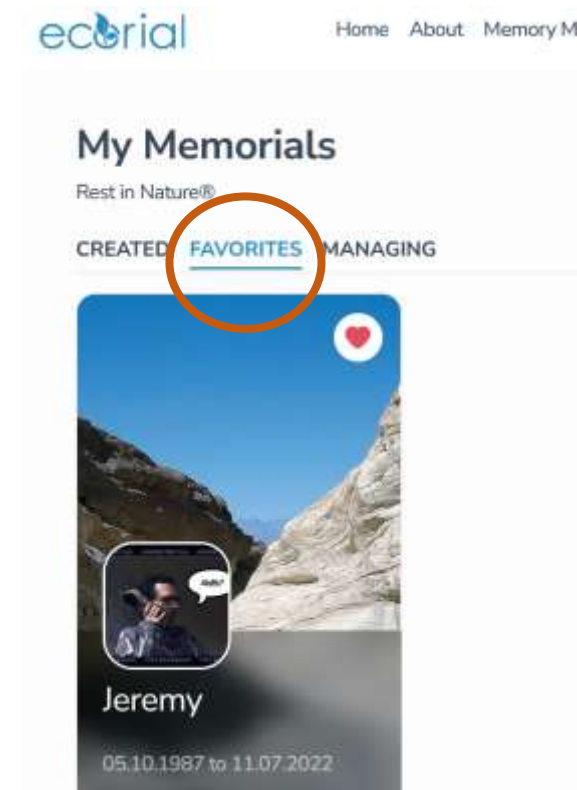 ecorial
Home About Memory M
My Memorials
Rest in Nature®
CREATED FAVORITES MANAGING
Jeremy
05.10.1987 to 11.07.2022